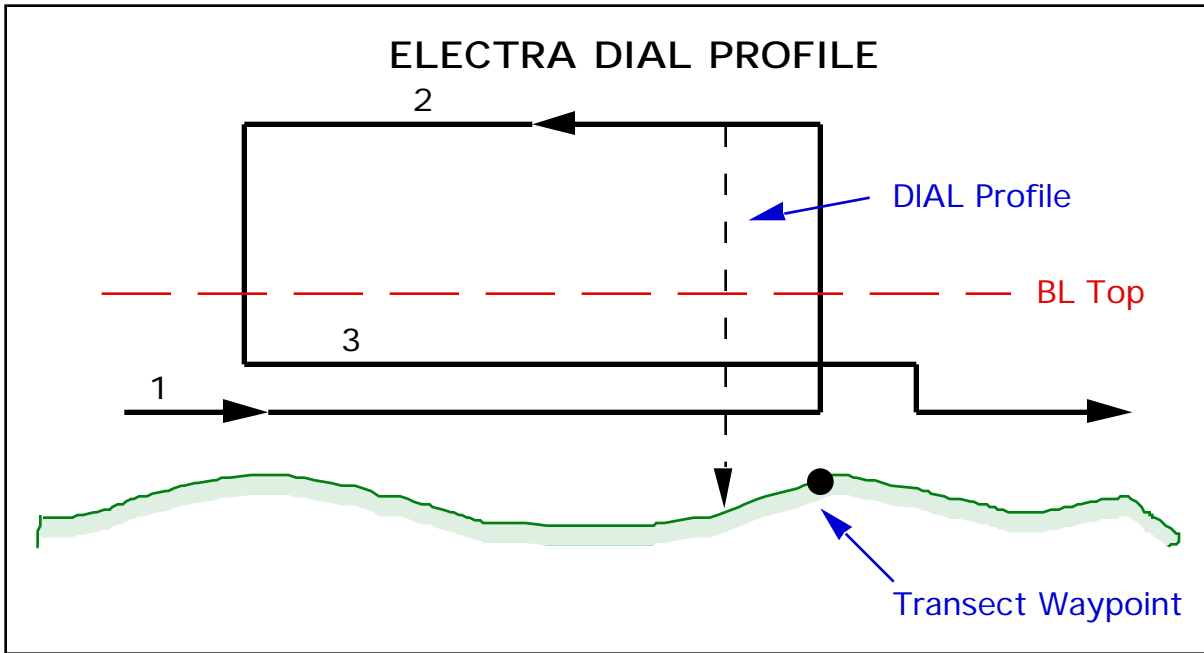 ELECTRA DIAL PROFILE
2
DIAL Profile
BL Top
3
1
Transect Waypoint